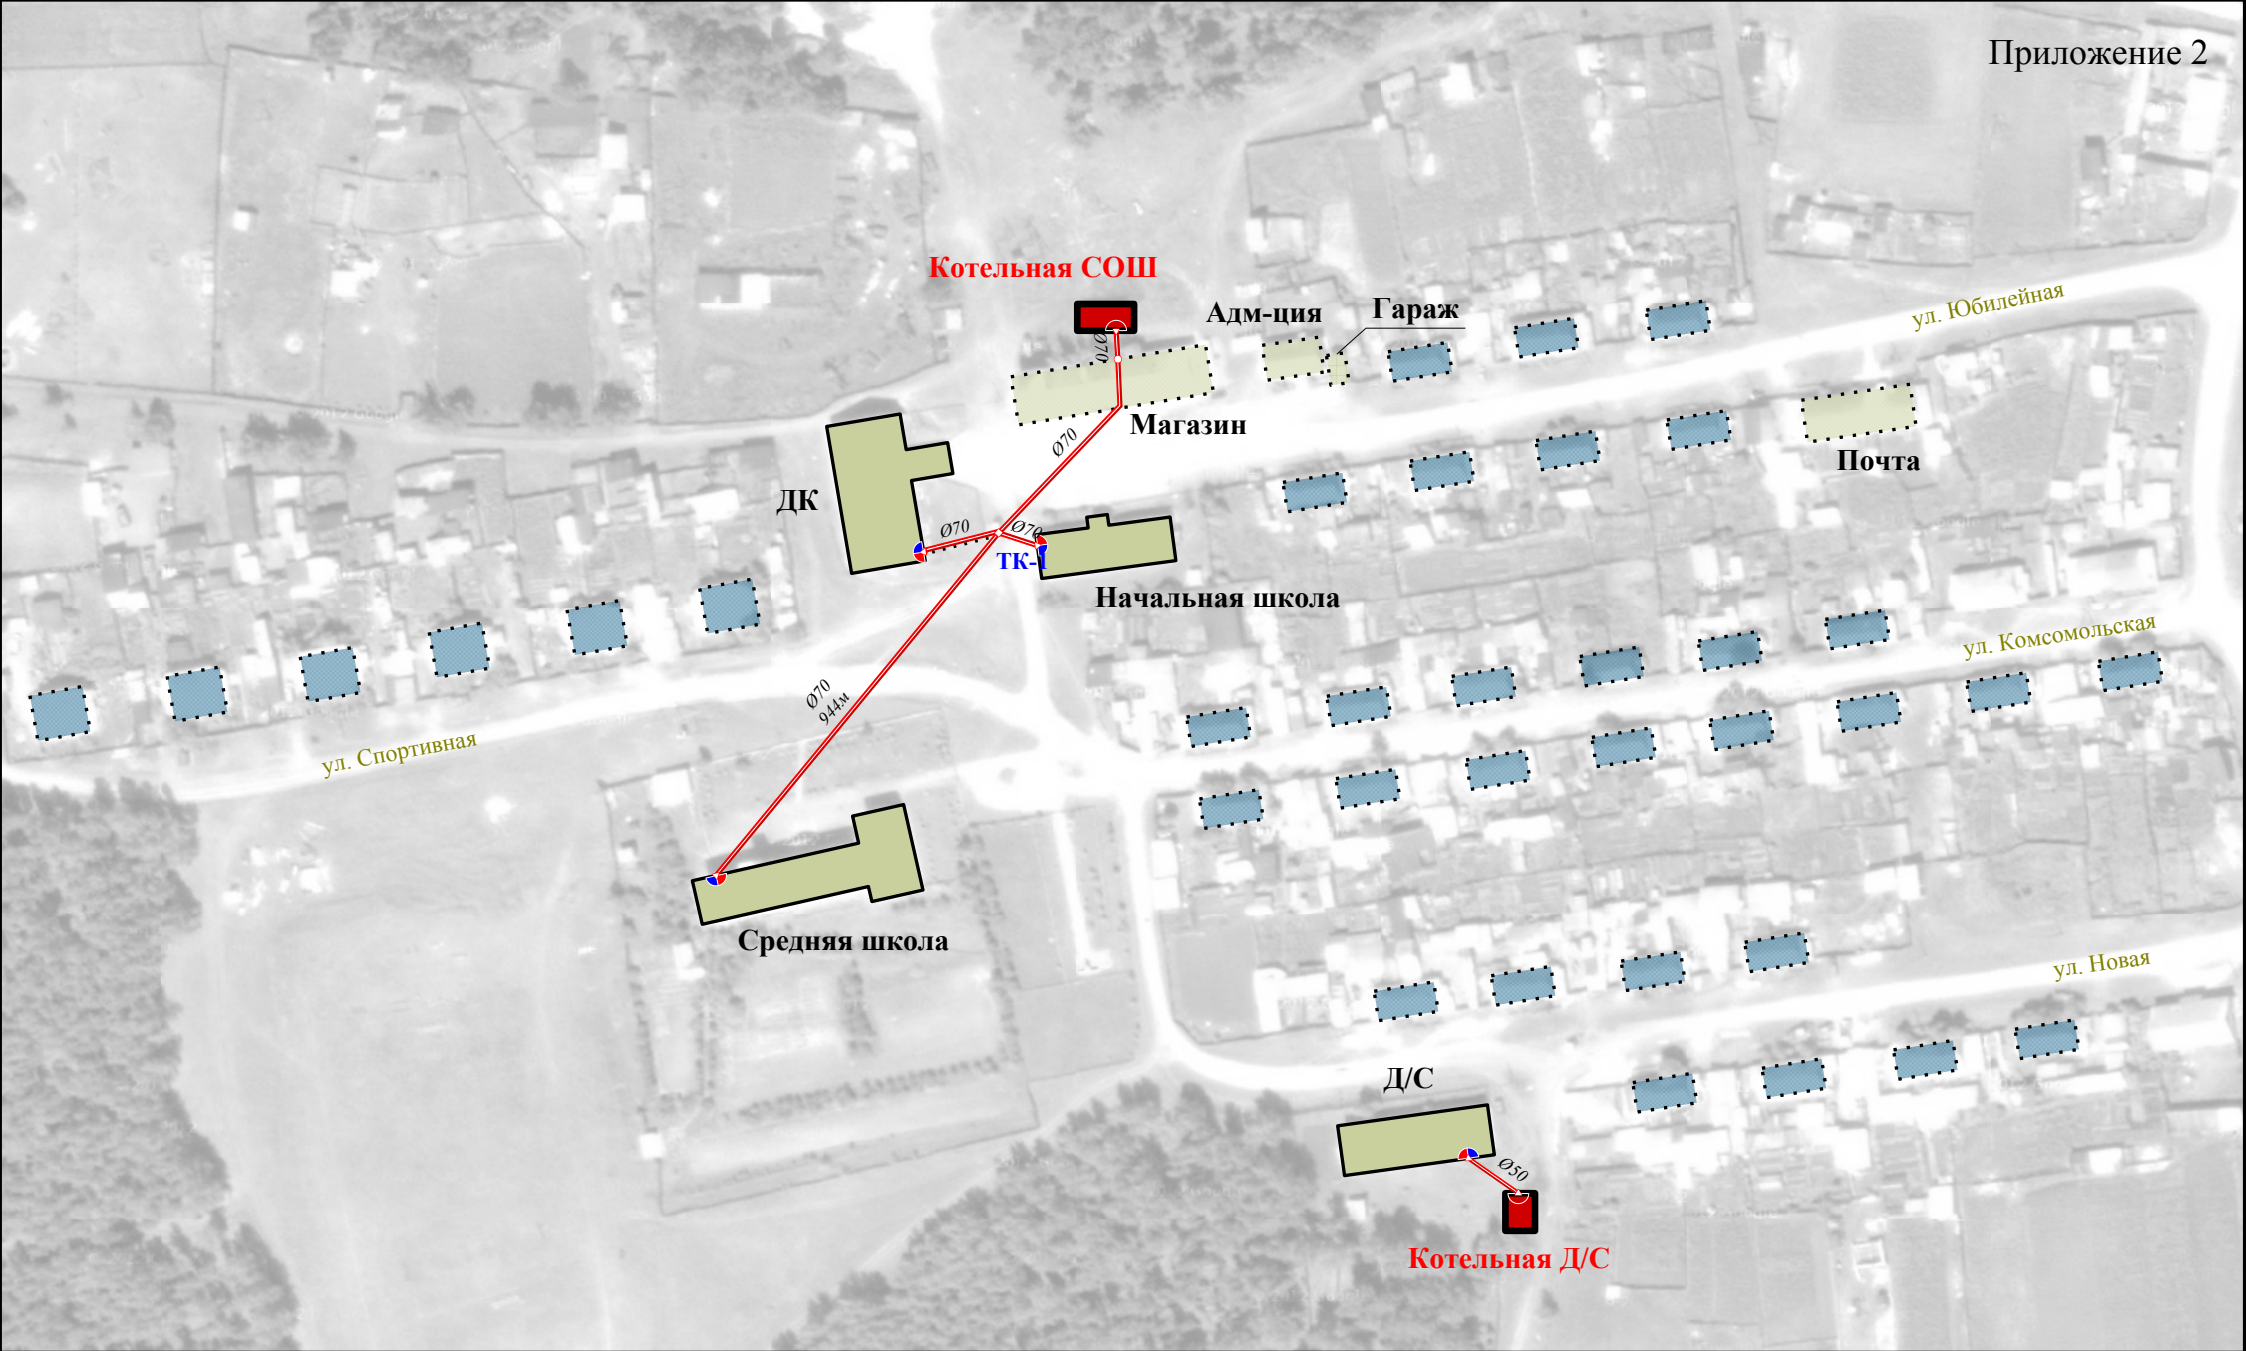 Приложение 2
Котельная СОШ
Адм-ция
Гараж
ул. Юбилейная
Ø70
Магазин
Ø70
Почта
ДК
Ø70
Ø70
ТК-1
Начальная школа
ул. Комсомольская
Ø70
944м
ул. Спортивная
Средняя школа
ул. Новая
Д/С
Ø50
Котельная Д/С